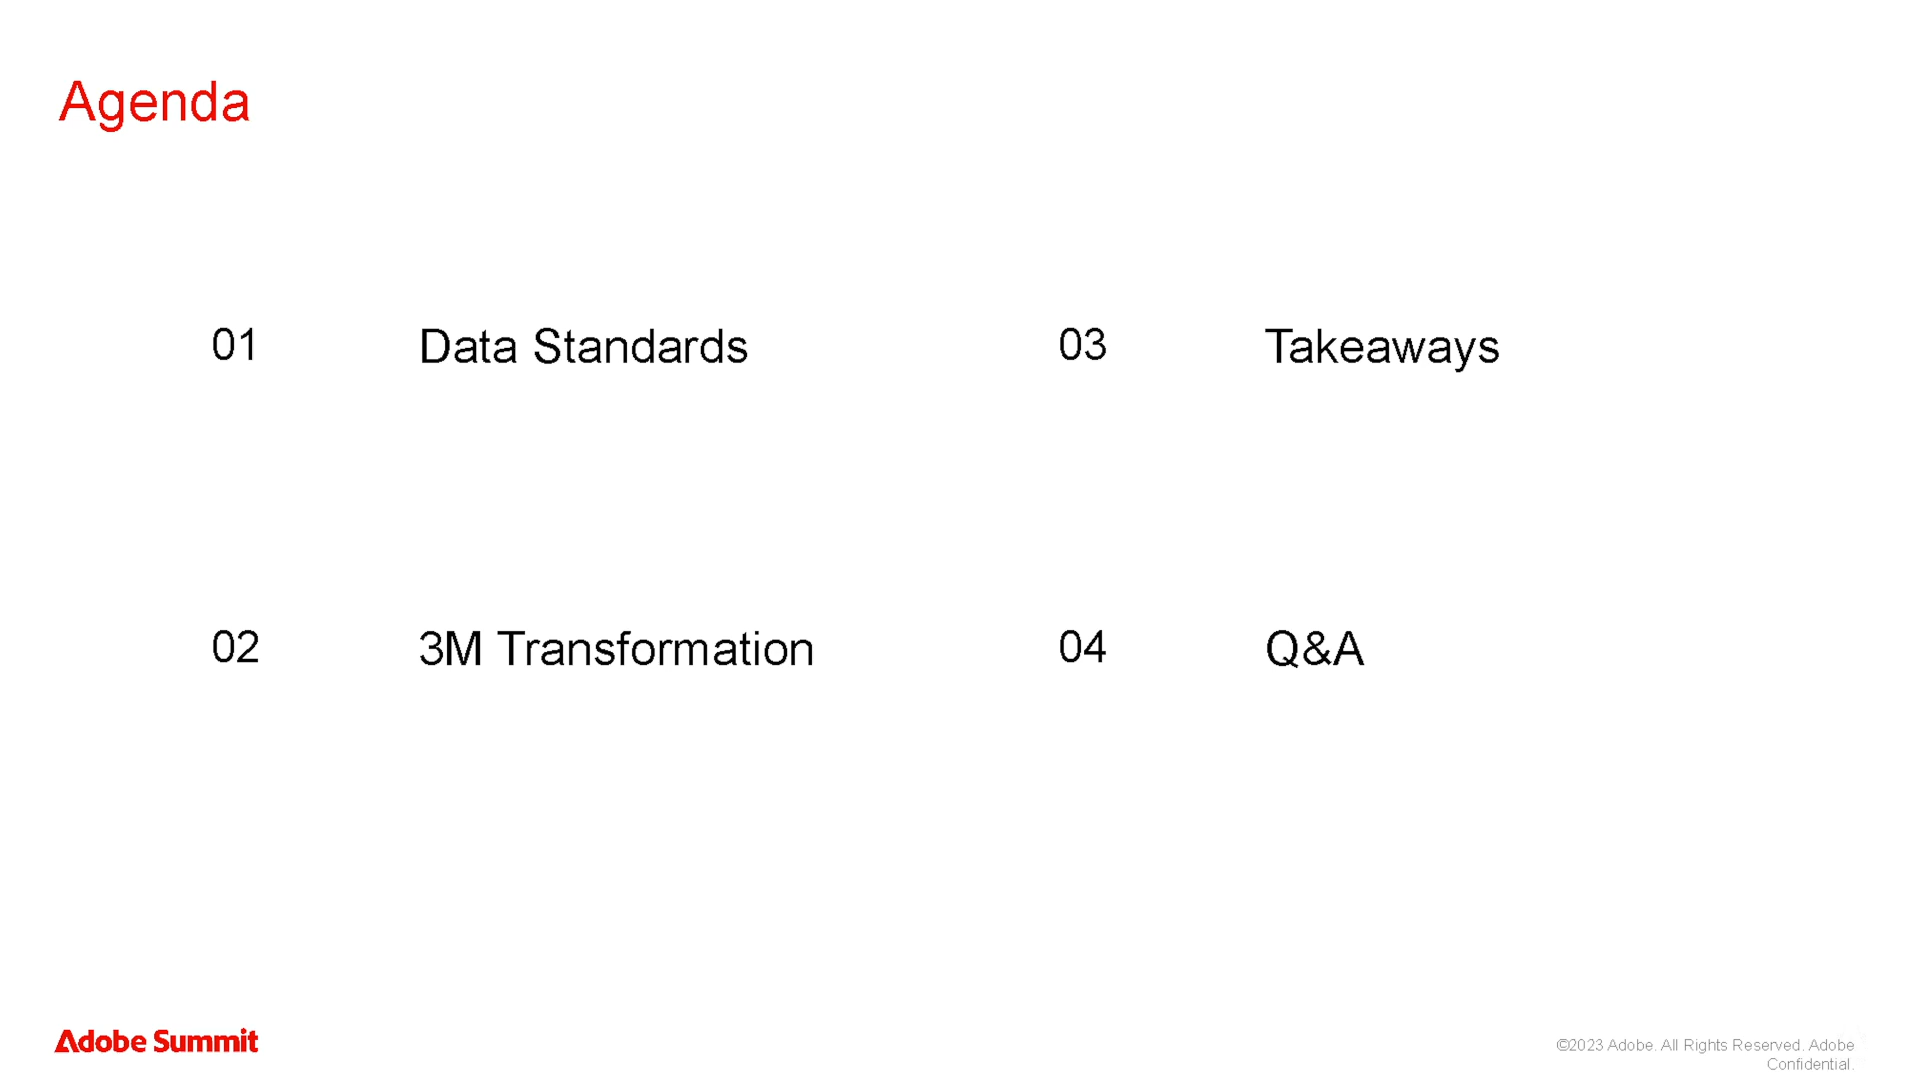 Agenda
01 Data Standards
02 3M Transformation
03 Takeaways
04 Q&A
Adobe Summit
©2023 Adobe. All Rights Reserved. Adobe
Confidential.